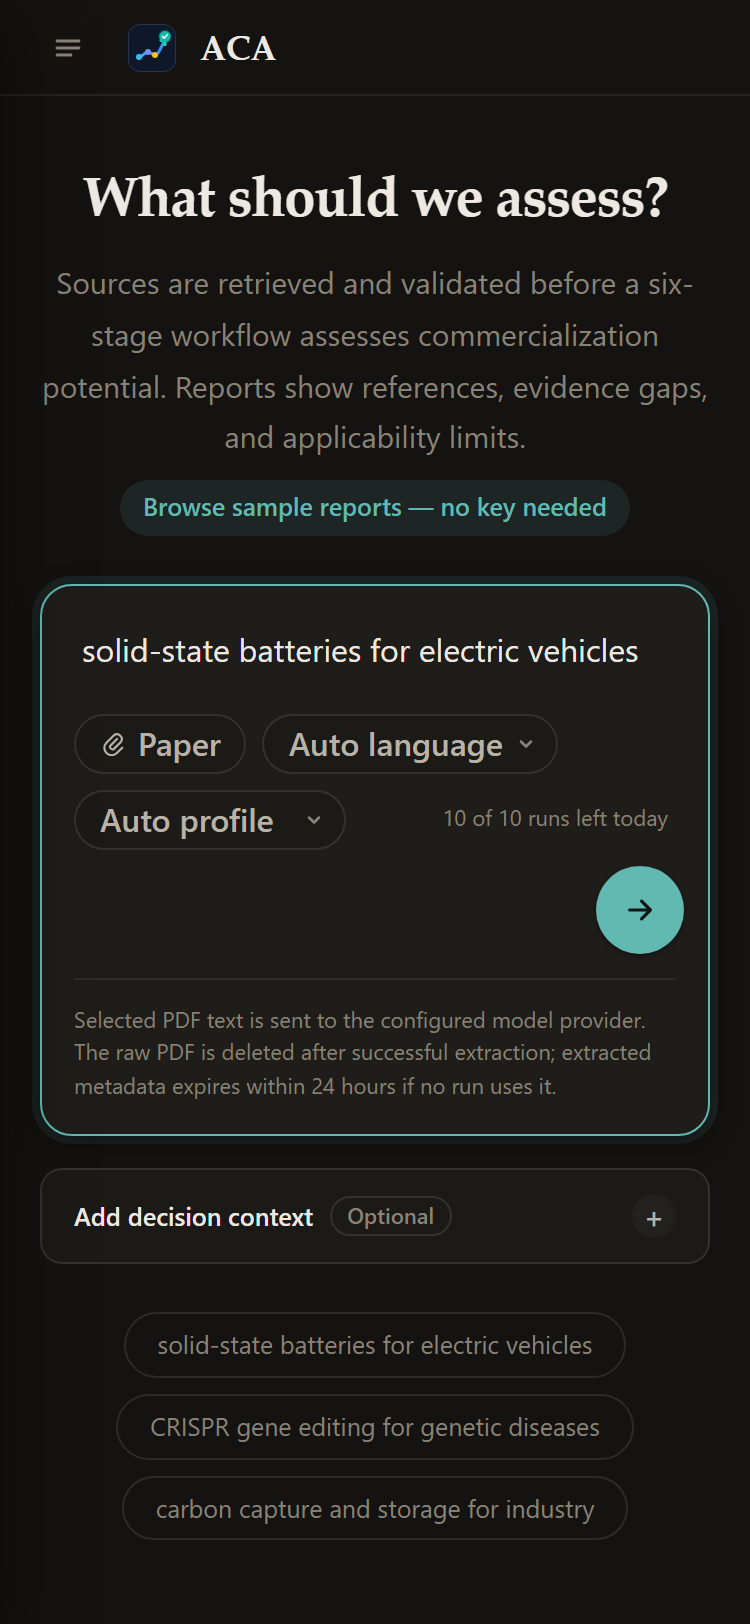 ACA
What should we assess?
Sources are retrieved and validated before a six-
stage workflow assesses commercialization
potential. Reports show references, evidence gaps,
and applicability limits.
Browse sample reports — no key needed
solid-state batteries for electric vehicles
Paper
Auto language
Auto profile
10 of 10 runs left today
Selected PDF text is sent to the configured model provider.
The raw PDF is deleted after successful extraction; extracted
metadata expires within 24 hours if no run uses it.
Add decision context
Optional
+
solid-state batteries for electric vehicles
CRISPR gene editing for genetic diseases
carbon capture and storage for industry